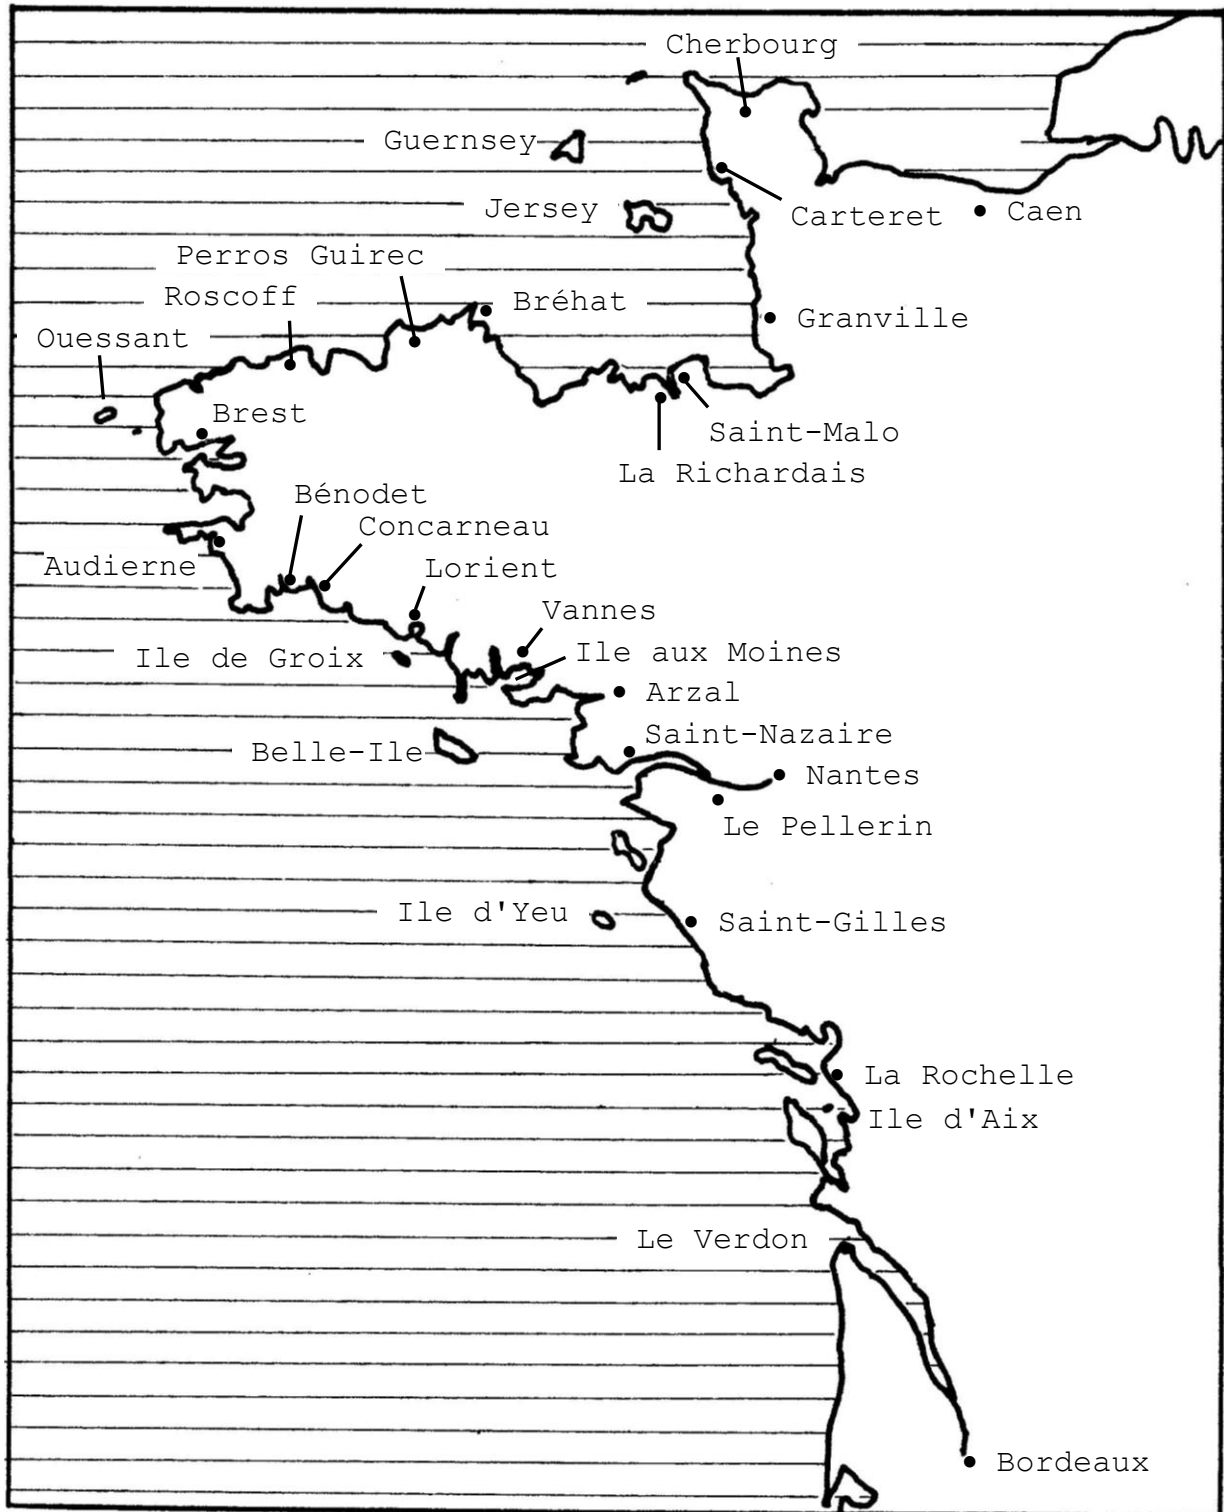 Cherbourg
Guernsey
Jersey
Carteret
Caen
Perros Guirec
Roscoff
Bréhat
Granville
Ouessant
Brest
Saint-Malo
La Richardais
Bénodet
Concarneau
Audierne
Lorient
Vannes
Ile de Groix
Ile aux Moines
Arzal
Saint-Nazaire
Belle-Ile
Nantes
Le Pellerin
Ile d'Yeu
Saint-Gilles
La Rochelle
Ile d'Aix
Le Verdon
Bordeaux